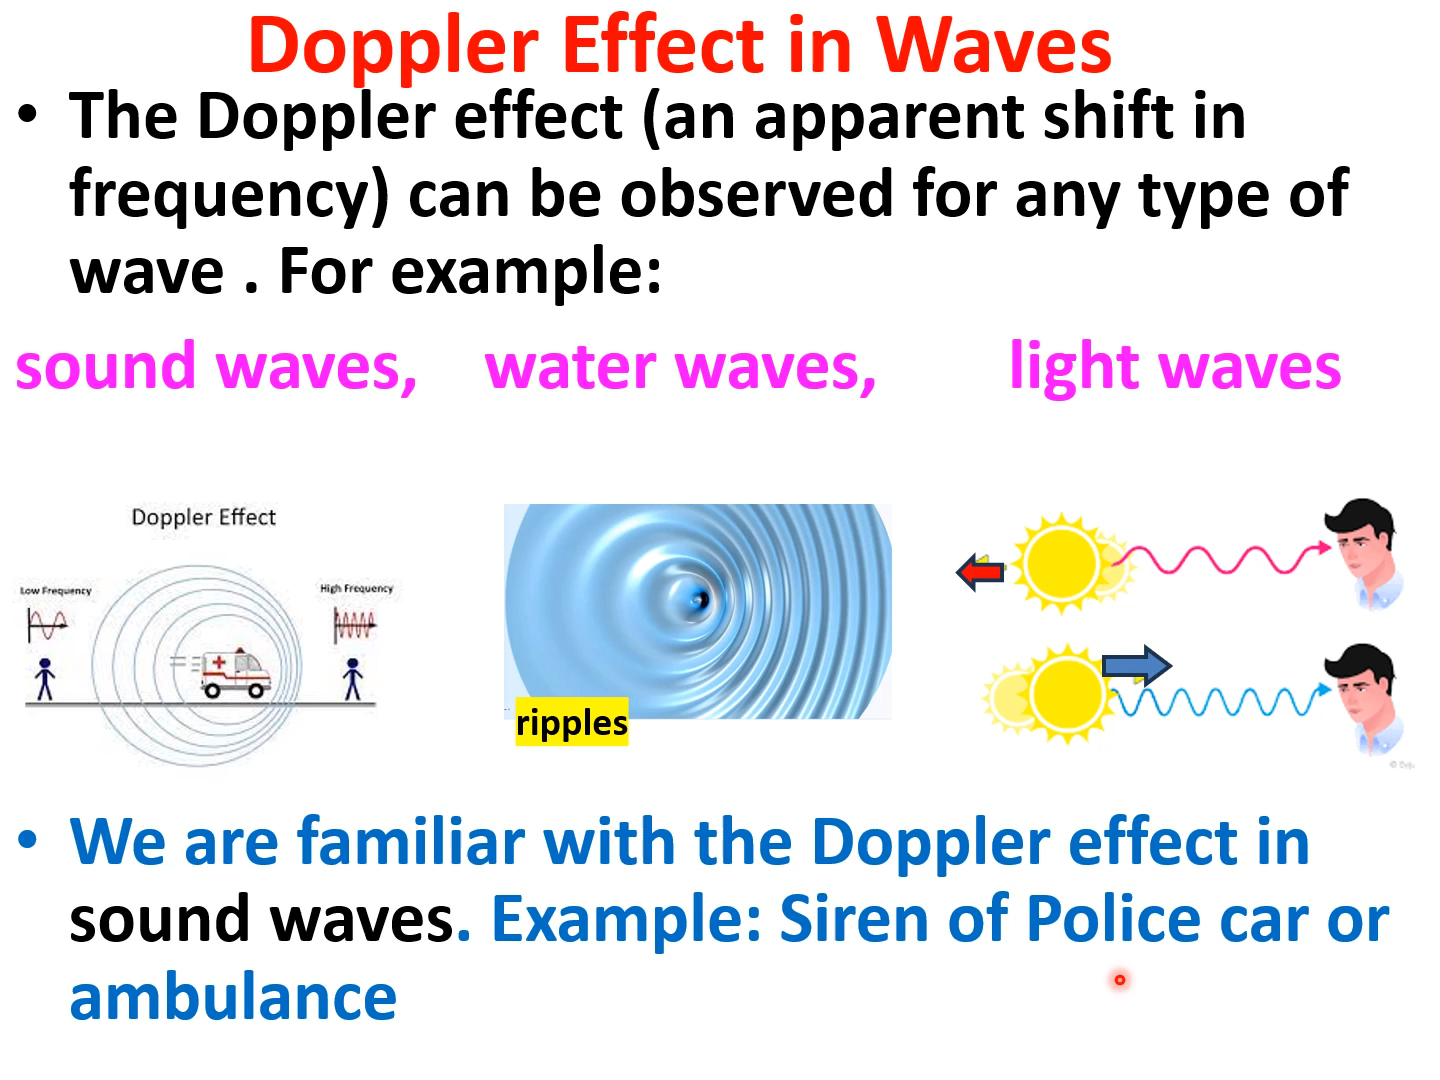 Doppler Effect in Waves
• The Doppler effect (an apparent shift in
frequency) can be observed for any type of
wave . For example:
sound waves, water waves, light waves
Doppler Effect
Low Frequency
High Frequency
ripples
• We are familiar with the Doppler effect in
sound waves. Example: Siren of Police car or
ambulance